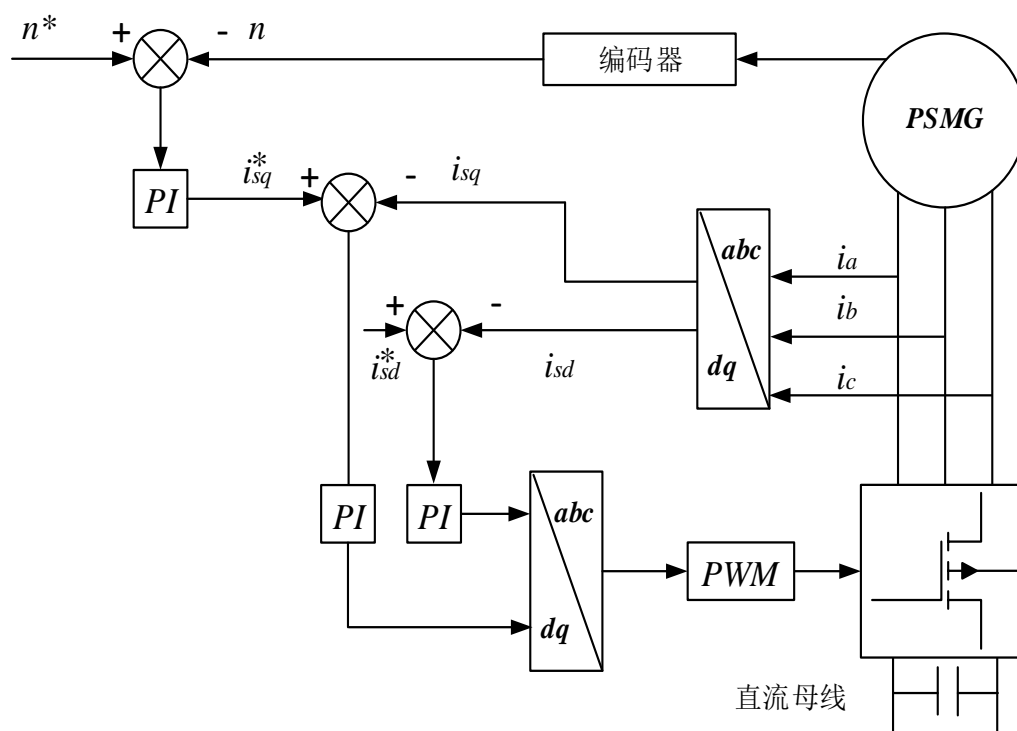 n* + - n
编码器
PSMG
PI
i*sq + - isq
abc
dq
ia
ib
ic
+ -
i*sd
isd
PI
PI
abc
dq
PWM
直流母线